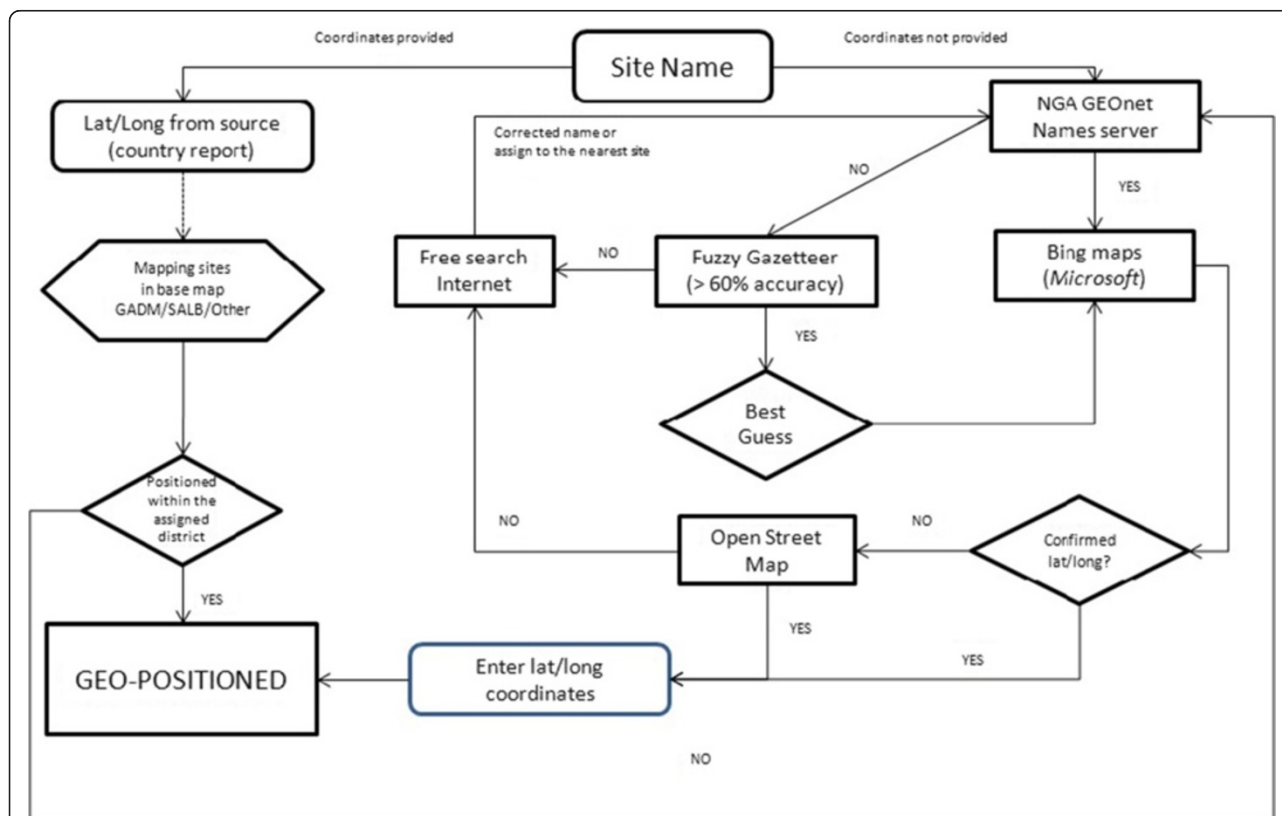 Coordinates provided
Site Name
Coordinates not provided
Lat/Long from source
(country report)
Corrected name or
assign to the nearest site
NGA GEOnet
Names server
NO
YES
Mapping sites
in base map
GADM/SALB/Other
Free search
Internet
NO
Fuzzy Gazetteer
(> 60% accuracy)
Bing maps
(Microsoft)
YES
Best
Guess
Positioned
within the
assigned
district
NO
Open Street
Map
NO
Confirmed
lat/long?
YES
YES
YES
GEO-POSITIONED
Enter lat/long
coordinates
NO